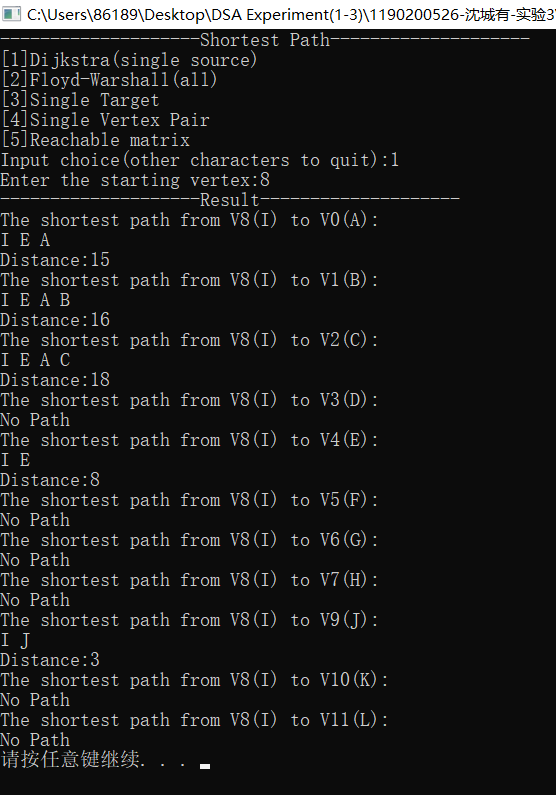 C:\Users\86189\Desktop\DSA Experiment(1-3)\1190200526-沈城有-实验3\
--------------------Shortest Path--------------------
[1]Dijkstra(single source)
[2]Floyd-Warshall(all)
[3]Single Target
[4]Single Vertex Pair
[5]Reachable matrix
Input choice(other characters to quit):1
Enter the starting vertex:8
--------------------Result--------------------
The shortest path from V8(I) to V0(A):
I E A
Distance:15
The shortest path from V8(I) to V1(B):
I E A B
Distance:16
The shortest path from V8(I) to V2(C):
I E A C
Distance:18
The shortest path from V8(I) to V3(D):
No Path
The shortest path from V8(I) to V4(E):
I E
Distance:8
The shortest path from V8(I) to V5(F):
No Path
The shortest path from V8(I) to V6(G):
No Path
The shortest path from V8(I) to V7(H):
No Path
The shortest path from V8(I) to V9(J):
I J
Distance:3
The shortest path from V8(I) to V10(K):
No Path
The shortest path from V8(I) to V11(L):
No Path
请按任意键继续. . .